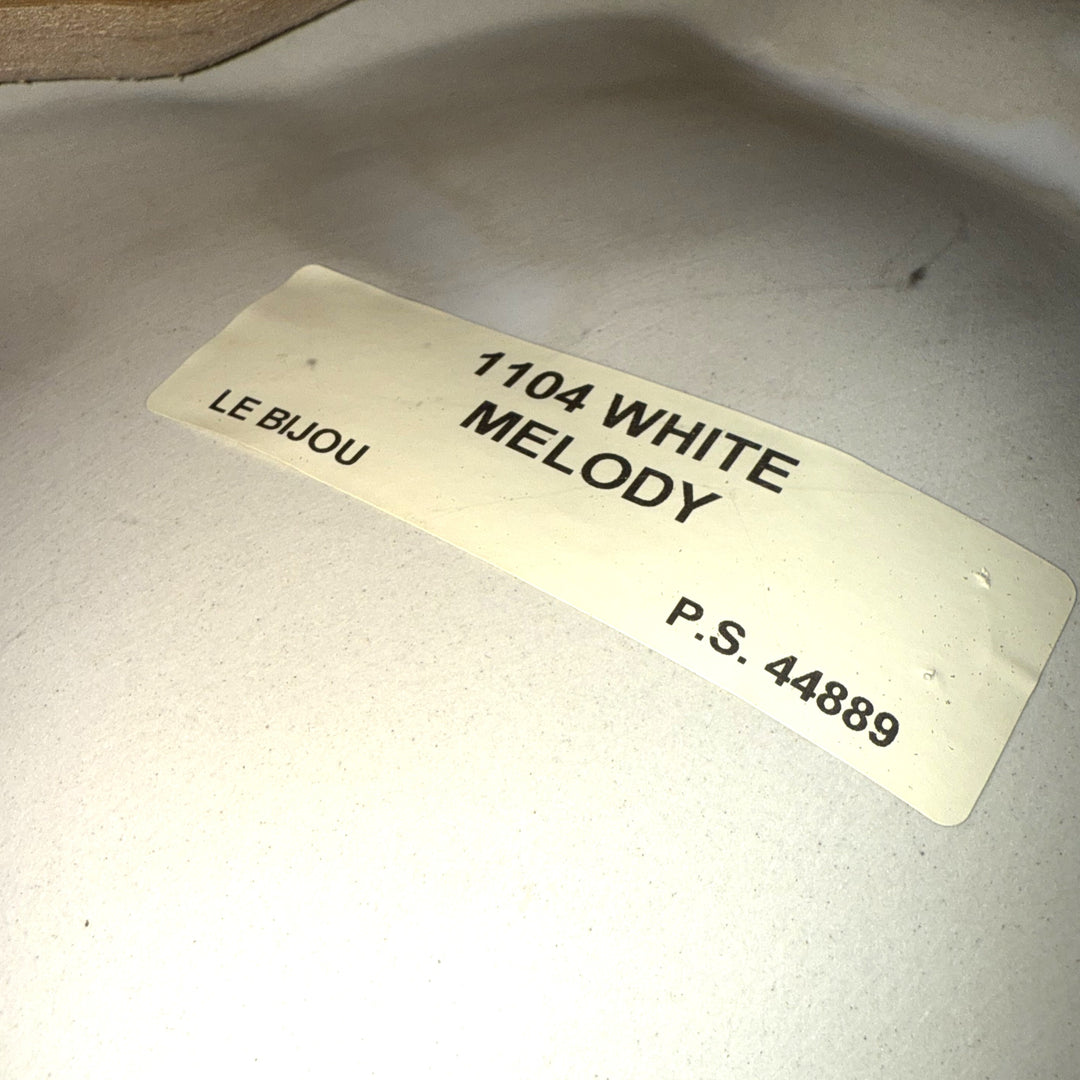 1104 WHITE
MELODY
LE BIJOU
P.S. 44889